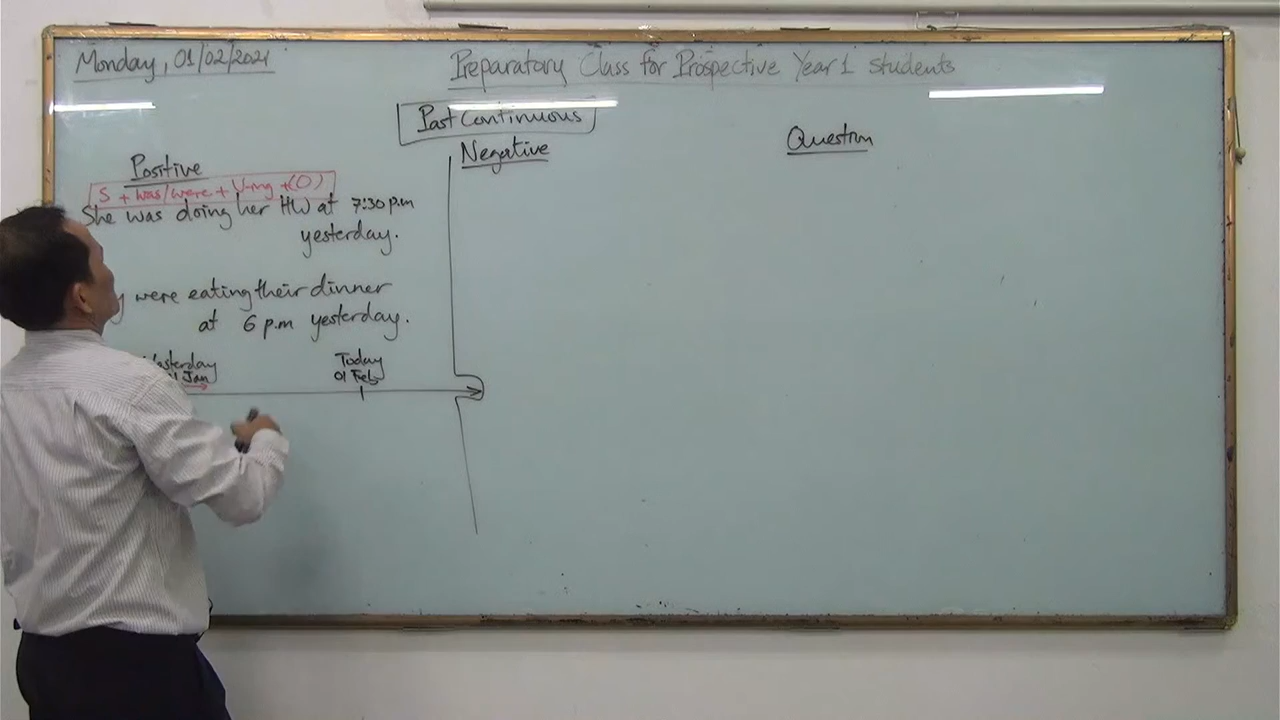 Monday, 01/02/2021
Preparatory Class for Prospective Year 1 Students
Past Continuous
Positive
S + was/were + V-ing + (O)
She was doing her HW at 7:30 p.m
yesterday.
were eating their dinner
at 6 p.m yesterday.
Yesterday
Jan
Today
01 Feb
Negative
Question